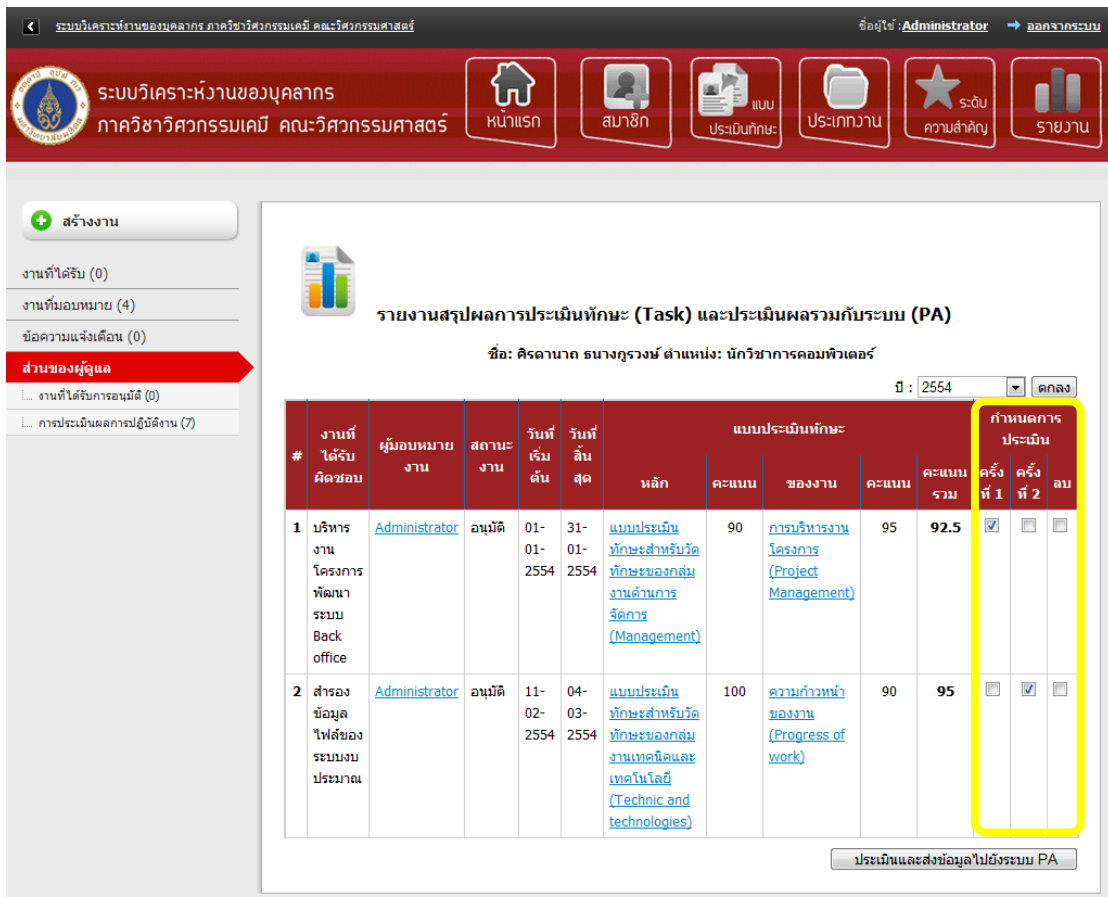 ระบบวิเคราะห์งานของบุคลากร ภาควิชาวิศวกรรมเคมี คณะวิศวกรรมศาสตร์
ชื่อผู้ใช้ :Administrator ออกจากระบบ
ระบบวิเคราะห์งานของบุคลากร
ภาควิชาวิศวกรรมเคมี คณะวิศวกรรมศาสตร์
หน้าแรก
สมาชิก
แบบ
ประเมินทักษะ
ประเภทงาน
ระดับ
ความสำคัญ
รายงาน
สร้างงาน
งานที่ได้รับ (0)
งานที่มอบหมาย (4)
ข้อความแจ้งเตือน (0)
ส่วนของผู้ดูแล
งานที่ได้รับการอนุมัติ (0)
การประเมินผลการปฏิบัติงาน (7)
รายงานสรุปผลการประเมินทักษะ (Task) และประเมินผลรวมกับระบบ (PA)
ชื่อ: ศิรดานาถ ธนางกูรวงษ์ ตำแหน่ง: นักวิชาการคอมพิวเตอร์
ปี : 2554 ตกลง
#
งานที่
ได้รับ
ผิดชอบ
ผู้มอบหมาย
งาน
สถานะ
งาน
วันที่
เริ่ม
ต้น
วันที่
สิ้น
สุด
แบบประเมินทักษะ
หลัก
คะแนน
ของงาน
คะแนน
คะแนน
รวม
กำหนดการ
ประเมิน
ครั้ง
ที่ 1
ครั้ง
ที่ 2
ลบ
1
บริหาร
งาน
โครงการ
พัฒนา
ระบบ
Back
office
Administrator
อนุมัติ
01-
01-
2554
31-
01-
2554
แบบประเมิน
ทักษะสำหรับวัด
ทักษะของกลุ่ม
งานด้านการ
จัดการ
(Management)
90
การบริหารงาน
โครงการ
(Project
Management)
95
92.5
2
สำรอง
ข้อมูล
ไฟล์ของ
ระบบงบ
ประมาณ
Administrator
อนุมัติ
11-
02-
2554
04-
03-
2554
แบบประเมิน
ทักษะสำหรับวัด
ทักษะของกลุ่ม
งานเทคนิคและ
เทคโนโลยี
(Technic and
technologies)
100
ความก้าวหน้า
ของงาน
(Progress of
work)
90
95
ประเมินและส่งข้อมูลไปยังระบบ PA